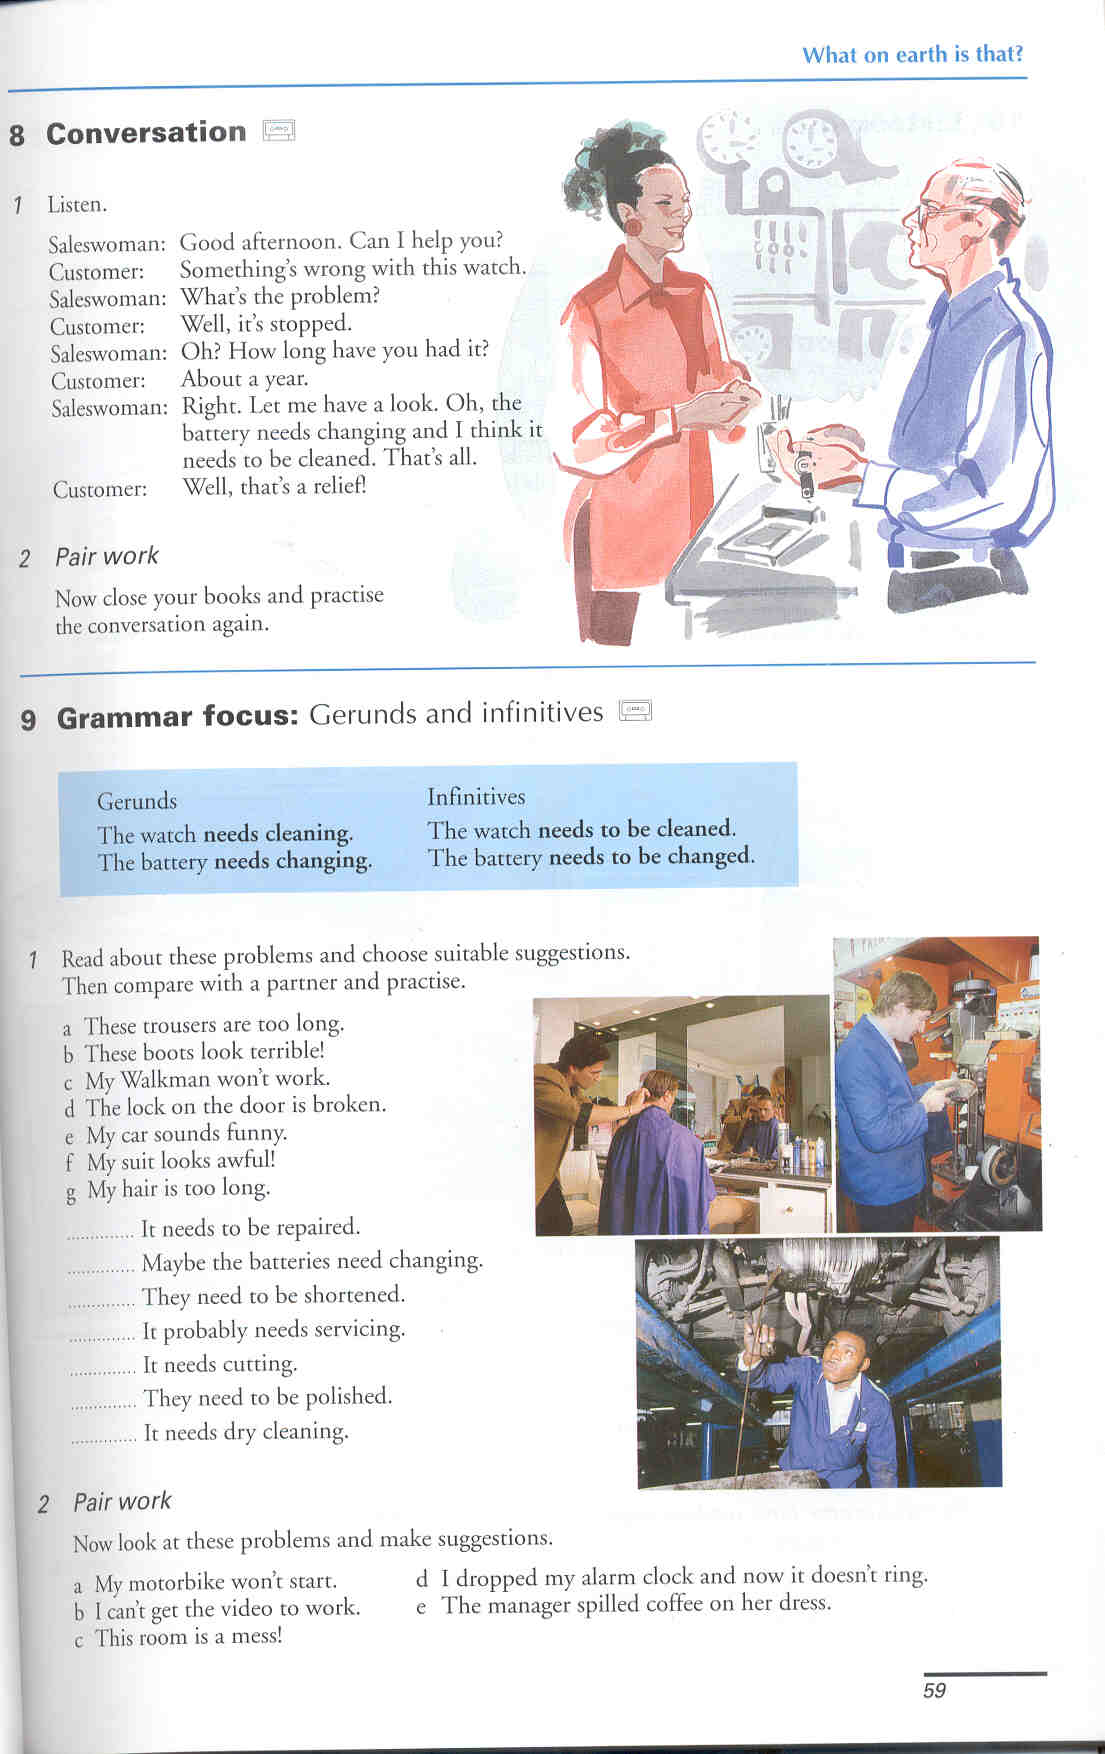 What on earth is that?
8 Conversation
1 Listen.
Saleswoman: Good afternoon. Can I help you?
Customer: Something's wrong with this watch.
Saleswoman: What's the problem?
Customer: Well, it's stopped.
Saleswoman: Oh? How long have you had it?
Customer: About a year.
Saleswoman: Right. Let me have a look. Oh, the
battery needs changing and I think it
needs to be cleaned. That's all.
Customer: Well, that's a relief!
2 Pair work
Now close your books and practise
the conversation again.
9 Grammar focus: Gerunds and infinitives
Gerunds
The watch needs cleaning.
The battery needs changing.
Infinitives
The watch needs to be cleaned.
The battery needs to be changed.
1 Read about these problems and choose suitable suggestions.
Then compare with a partner and practise.
a These trousers are too long.
b These boots look terrible!
c My Walkman won't work.
d The lock on the door is broken.
e My car sounds funny.
f My suit looks awful!
g My hair is too long.
.............. It needs to be repaired.
.............. Maybe the batteries need changing.
.............. They need to be shortened.
.............. It probably needs servicing.
.............. It needs cutting.
.............. They need to be polished.
.............. It needs dry cleaning.
2 Pair work
Now look at these problems and make suggestions.
a My motorbike won't start.
b I can't get the video to work.
c This room is a mess!
d I dropped my alarm clock and now it doesn't ring.
e The manager spilled coffee on her dress.
59